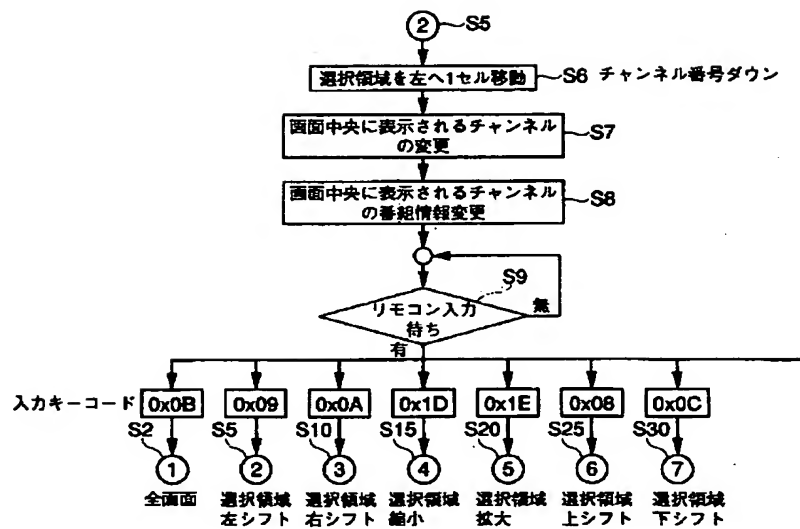 ② S5
選択領域を左へ1セル移動 S6 チャンネル番号ダウン
画面中央に表示されるチャンネル
の変更
S7
画面中央に表示されるチャンネル
の番組情報変更
S8
S9
リモコン入力
待ち
無
有
入力キーコード 0x0B 0x09 0x0A 0x1D 0x1E 0x08 0x0C
S2 S5 S10 S15 S20 S25 S30
① ② ③ ④ ⑤ ⑥ ⑦
全画面 選択領域 選択領域 選択領域 選択領域 選択領域 選択領域
左シフト 右シフト 縮小 拡大 上シフト 下シフト